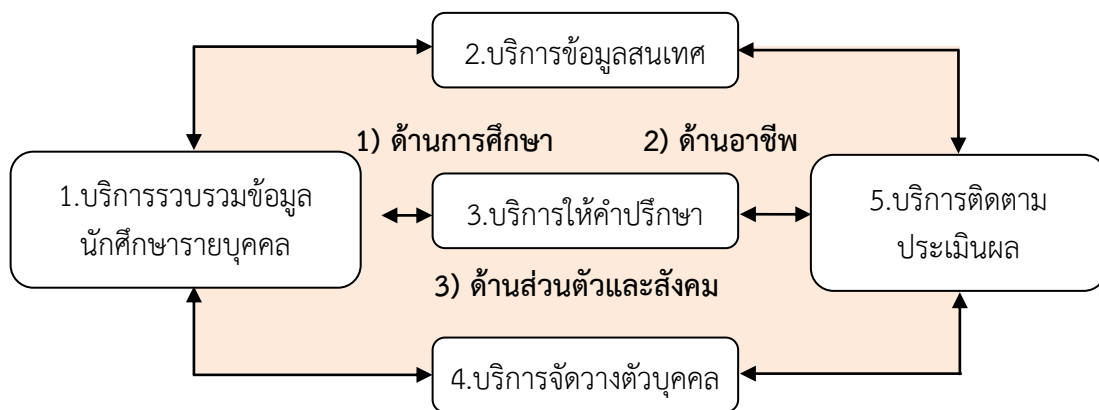 2.บริการข้อมูลสนเทศ
1) ด้านการศึกษา
2) ด้านอาชีพ
1.บริการรวบรวมข้อมูล
นักศึกษารายบุคคล
3.บริการให้คำปรึกษา
5.บริการติดตาม
ประเมินผล
3) ด้านส่วนตัวและสังคม
4.บริการจัดวางตัวบุคคล